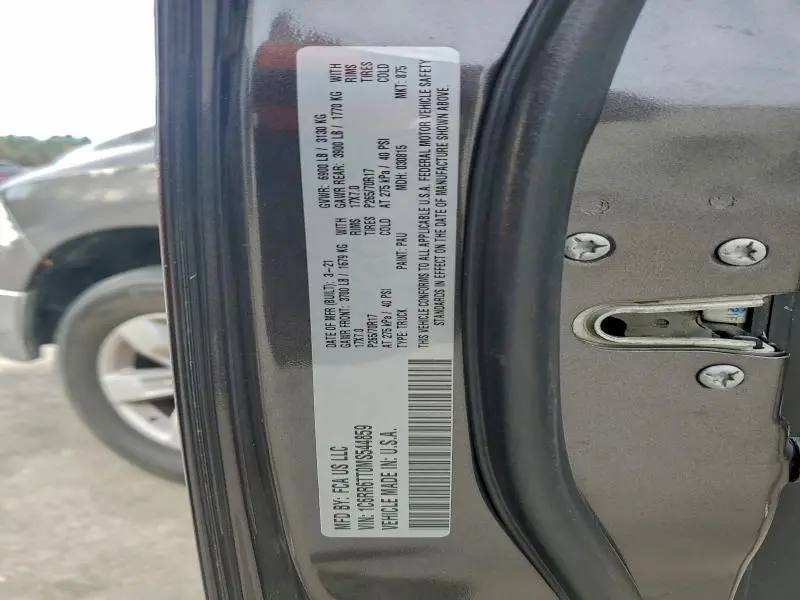 MFD BY: FCA US LLC
DATE OF MFR (BUILT): 3-21
GVWR: 6900 LB / 3130 KG
VIN: 1C6RR6TT0MS544859
GAWR FRONT: 3700 LB / 1679 KG
GAWR REAR: 3900 LB / 1770 KG
WITH
VEHICLE MADE IN: U.S.A.
17X7.0
RIMS
17X7.0
RIMS
P265/70R17
TIRES
P265/70R17
TIRES
AT 275 kPa / 40 PSI
COLD
AT 275 kPa / 40 PSI
COLD
TYPE: TRUCK
PAINT: PAU
MDH: 030815
MKT: 875
THIS VEHICLE CONFORMS TO ALL APPLICABLE U.S.A. FEDERAL MOTOR VEHICLE SAFETY
STANDARDS IN EFFECT ON THE DATE OF MANUFACTURE SHOWN ABOVE.